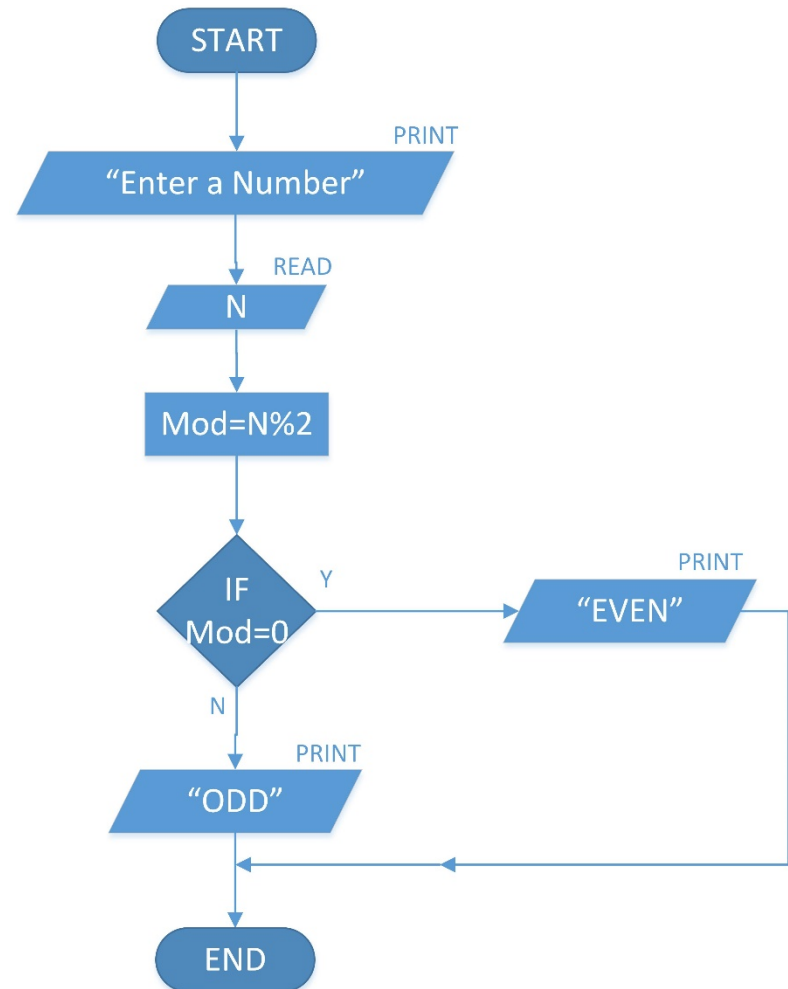 START
PRINT
“Enter a Number”
READ
N
Mod=N%2
IF
Mod=0
Y
PRINT
“EVEN”
N
PRINT
“ODD”
END